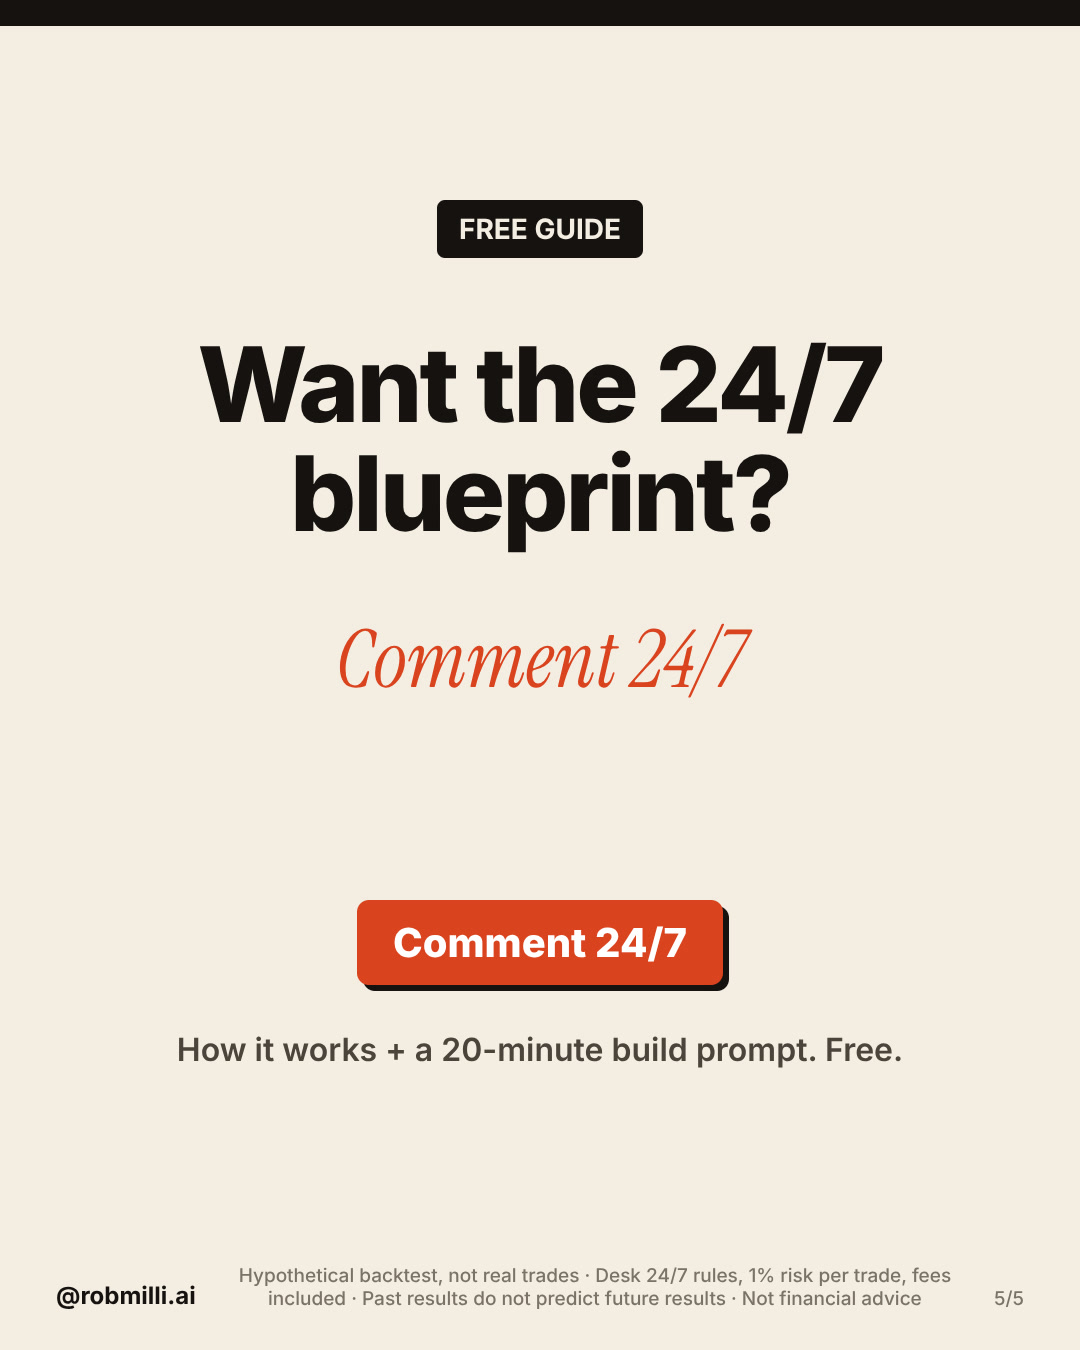 FREE GUIDE
Want the 24/7
blueprint?
Comment 24/7
Comment 24/7
How it works + a 20-minute build prompt. Free.
@robmilli.ai
Hypothetical backtest, not real trades · Desk 24/7 rules, 1% risk per trade, fees
included · Past results do not predict future results · Not financial advice
5/5